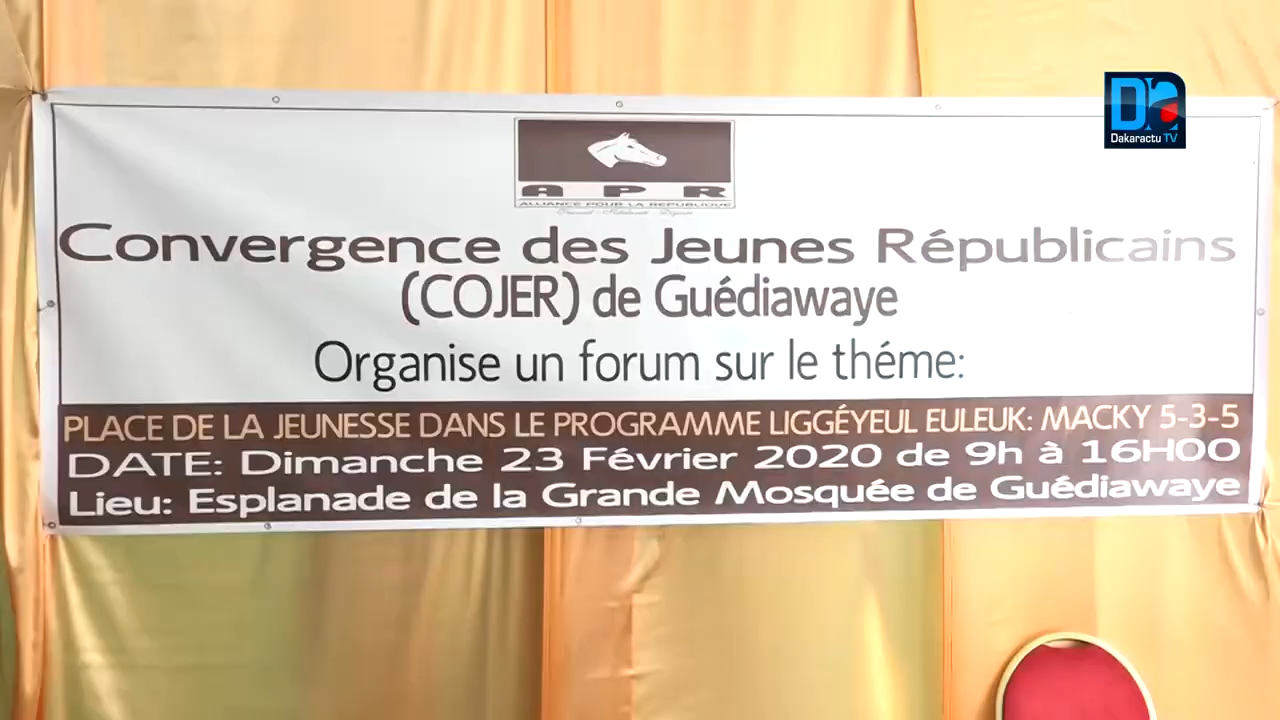 Dakaractu TV
A P R
ALLIANCE POUR LA REPUBLIQUE
Convergence des Jeunes Républicains
(COJER) de Guédiawaye
Organise un forum sur le théme:
PLACE DE LA JEUNESSE DANS LE PROGRAMME LIGGÉYEUL EULEUK: MACKY 5-3-5
DATE: Dimanche 23 Février 2020 de 9h à 16H00
Lieu: Esplanade de la Grande Mosquée de Guédiawaye